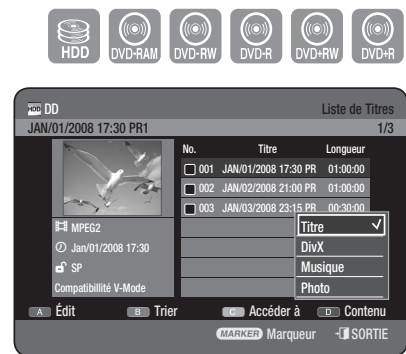 HDD DVD-RAM DVD-RW DVD-R DVD+RW DVD+R
HDD DD Liste de Titres
JAN/01/2008 17:30 PR1 1/3
No. Titre Longueur
001 JAN/01/2008 17:30 PR 01:00:00
002 JAN/02/2008 21:00 PR 01:00:00
003 JAN/03/2008 23:15 PR 00:30:00
MPEG2
Jan/01/2008 17:30
SP
Compatibillité V-Mode
Titre ✓
DivX
Musique
Photo
A Édit B Trier C Accéder à D Contenu
MARKER Marqueur SORTIE